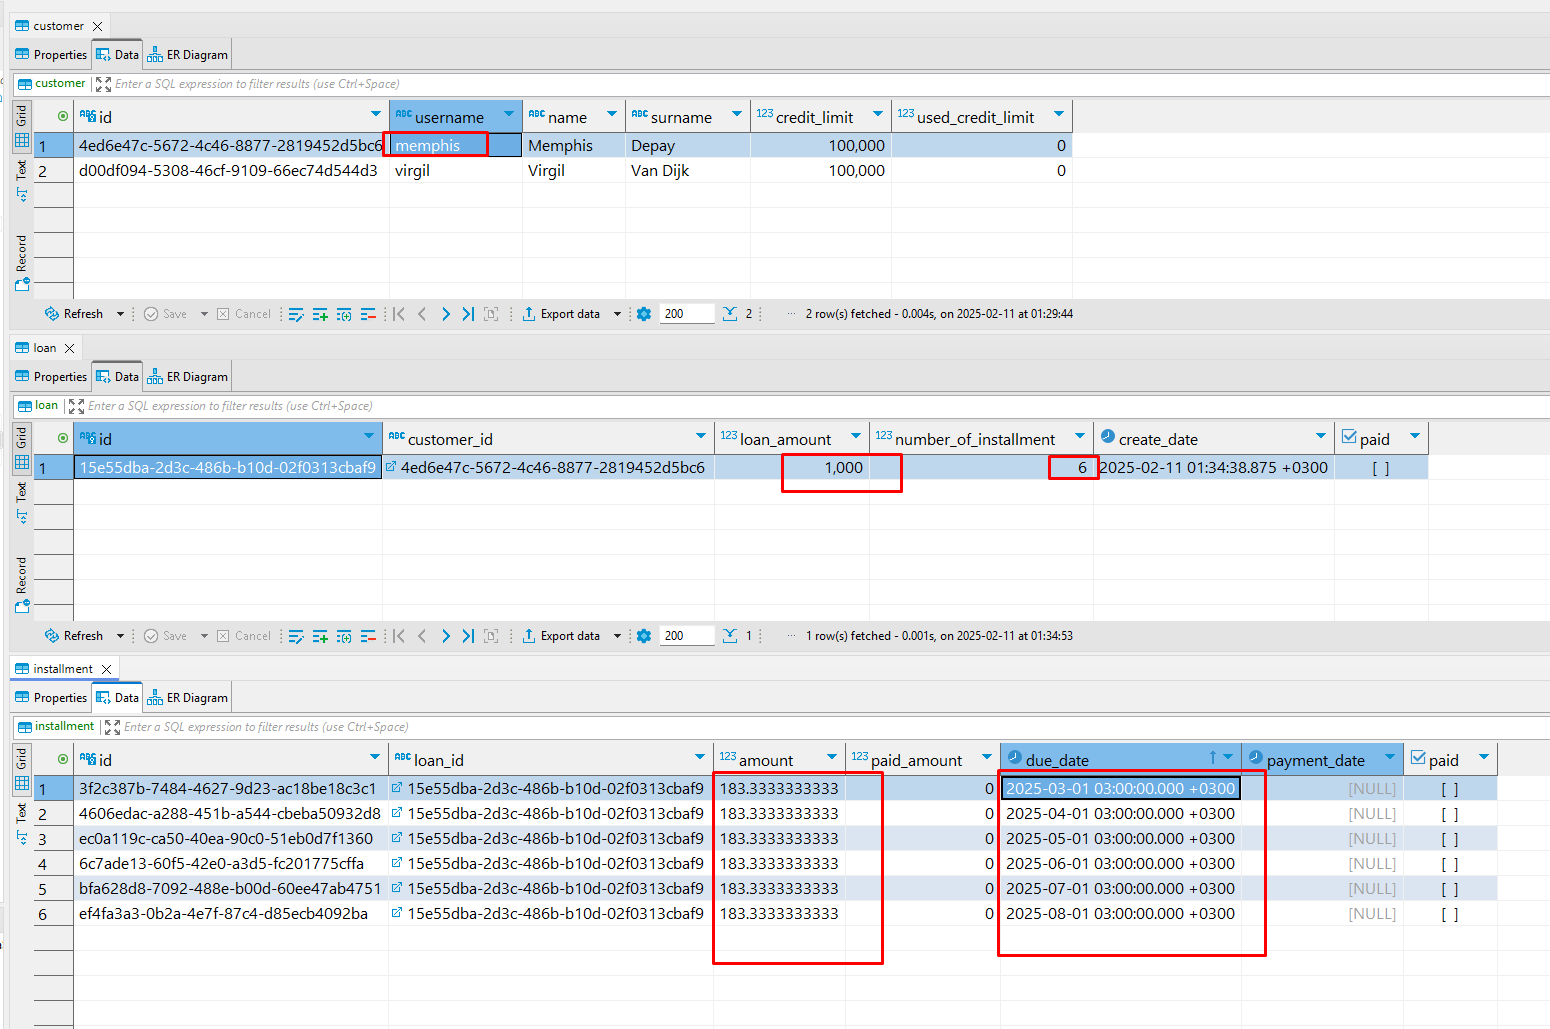 customer
Properties Data ER Diagram
customer Enter a SQL expression to filter results (use Ctrl+Space)
Grid
Text
Record
ABC id ABC username ABC name ABC surname 123 credit_limit 123 used_credit_limit
1 4ed6e47c-5672-4c46-8877-2819452d5bc6 memphis Memphis Depay 100,000 0
2 d00df094-5308-46cf-9109-66ec74d544d3 virgil Virgil Van Dijk 100,000 0
Refresh Save Cancel Export data 200 2 ... 2 row(s) fetched - 0.004s, on 2025-02-11 at 01:29:44
loan
Properties Data ER Diagram
loan Enter a SQL expression to filter results (use Ctrl+Space)
Grid
Text
Record
ABC id ABC customer_id 123 loan_amount 123 number_of_installment create_date paid
1 15e55dba-2d3c-486b-b10d-02f0313cbaf9 4ed6e47c-5672-4c46-8877-2819452d5bc6 1,000 6 2025-02-11 01:34:38.875 +0300 [ ]
Refresh Save Cancel Export data 200 1 ... 1 row(s) fetched - 0.001s, on 2025-02-11 at 01:34:53
installment
Properties Data ER Diagram
installment Enter a SQL expression to filter results (use Ctrl+Space)
Grid
Text
ABC id ABC loan_id 123 amount 123 paid_amount due_date payment_date paid
1 3f2c387b-7484-4627-9d23-ac18be18c3c1 15e55dba-2d3c-486b-b10d-02f0313cbaf9 183.3333333333 0 2025-03-01 03:00:00.000 +0300 [NULL] [ ]
2 4606edac-a288-451b-a544-cbeba50932d8 15e55dba-2d3c-486b-b10d-02f0313cbaf9 183.3333333333 0 2025-04-01 03:00:00.000 +0300 [NULL] [ ]
3 ec0a119c-ca50-40ea-90c0-51eb0d7f1360 15e55dba-2d3c-486b-b10d-02f0313cbaf9 183.3333333333 0 2025-05-01 03:00:00.000 +0300 [NULL] [ ]
4 6c7ade13-60f5-42e0-a3d5-fc201775cffa 15e55dba-2d3c-486b-b10d-02f0313cbaf9 183.3333333333 0 2025-06-01 03:00:00.000 +0300 [NULL] [ ]
5 bfa628d8-7092-488e-b00d-60ee47ab4751 15e55dba-2d3c-486b-b10d-02f0313cbaf9 183.3333333333 0 2025-07-01 03:00:00.000 +0300 [NULL] [ ]
6 ef4fa3a3-0b2a-4e7f-87c4-d85ecb4092ba 15e55dba-2d3c-486b-b10d-02f0313cbaf9 183.3333333333 0 2025-08-01 03:00:00.000 +0300 [NULL] [ ]